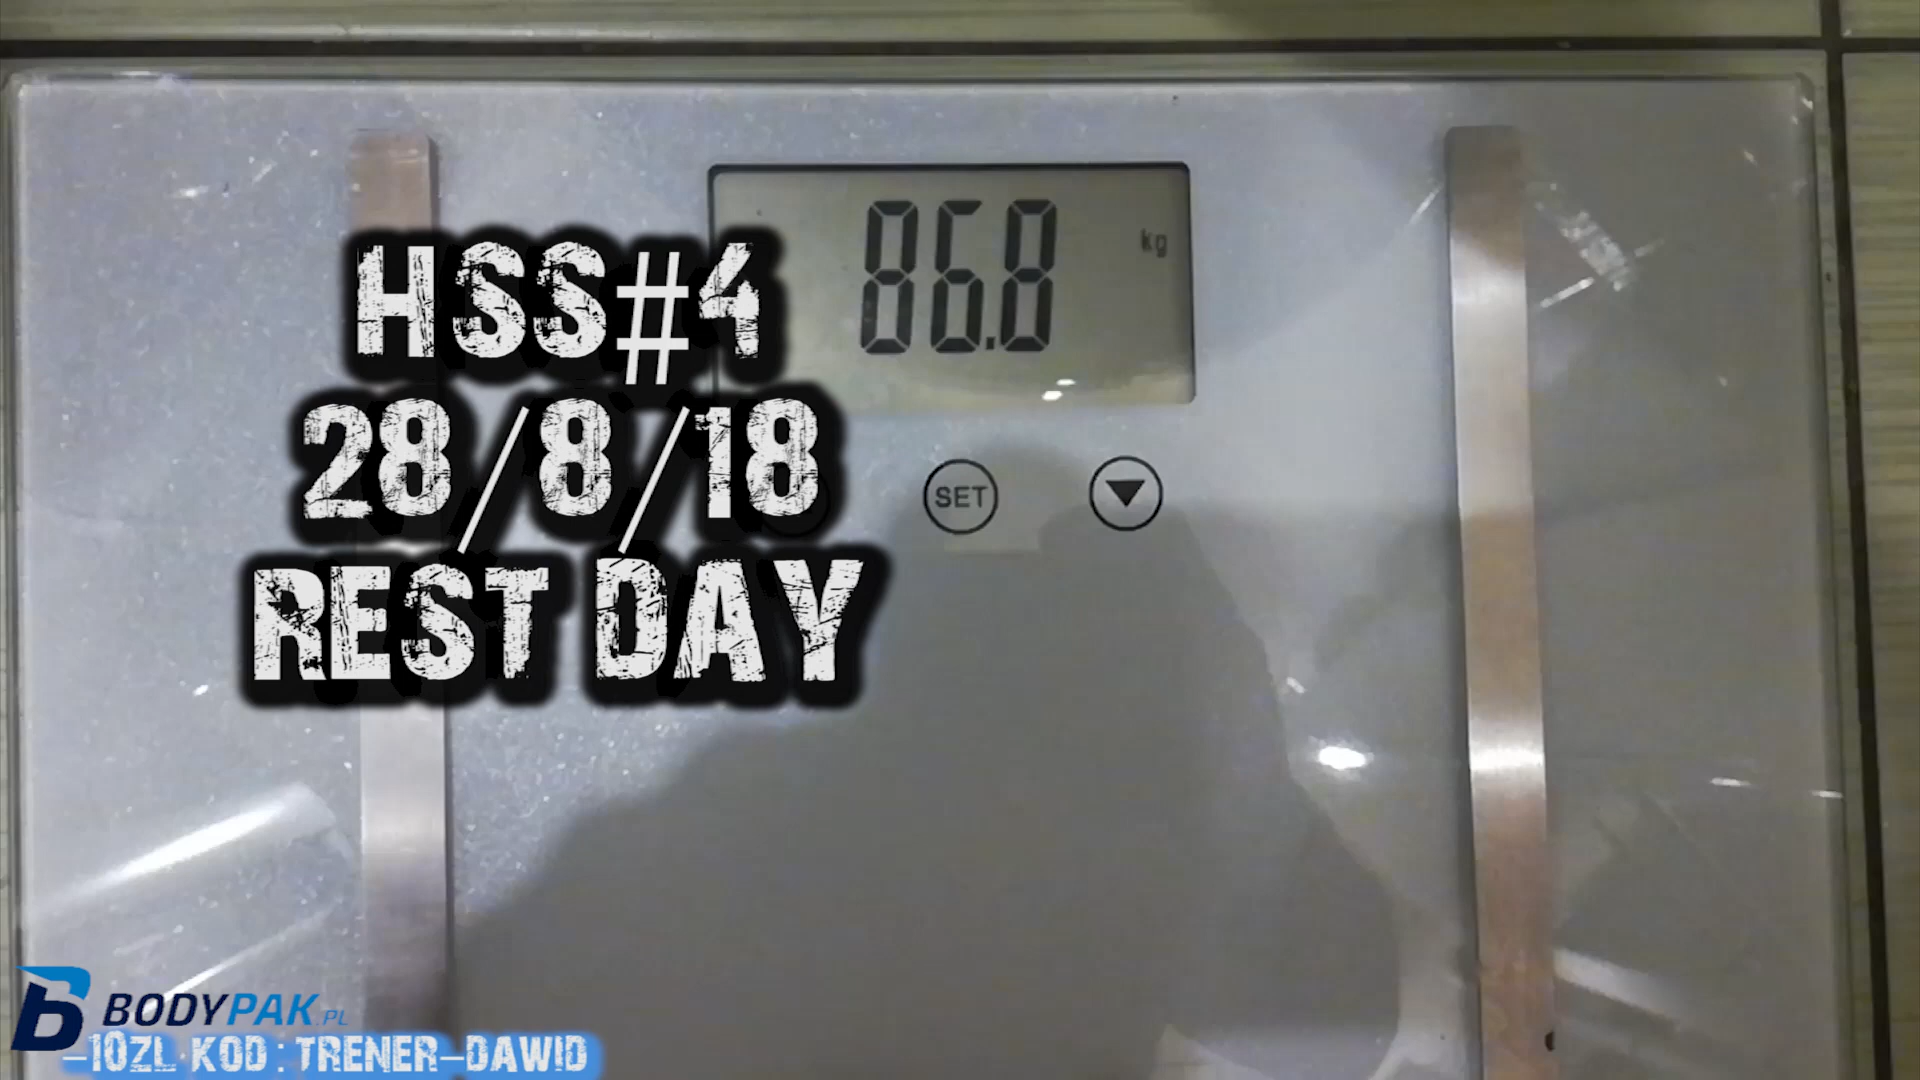 86.8
kg
HSS#4
28/8/18
REST DAY
SET
BODYPAK.PL
-10ZL KOD: TRENER-DAWID